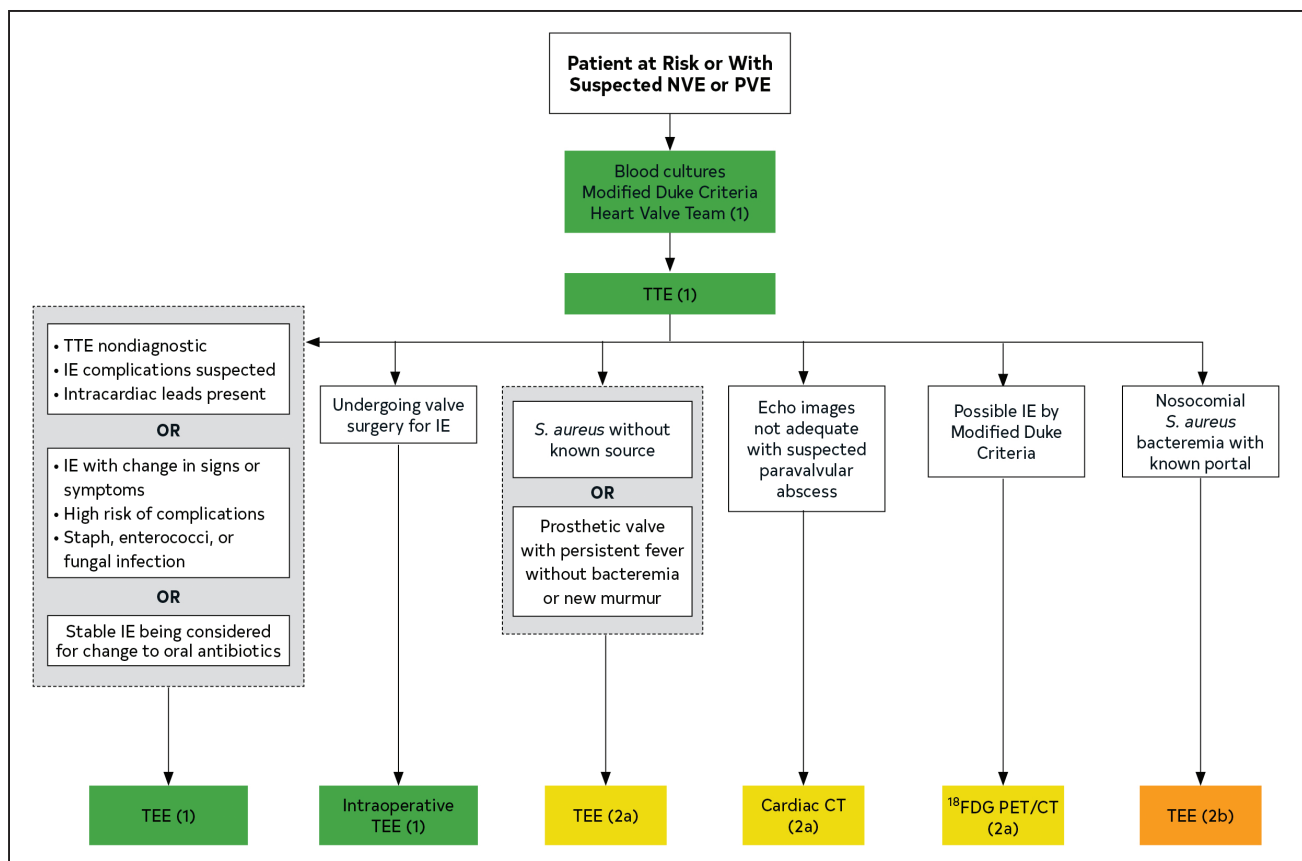 Patient at Risk or With
Suspected NVE or PVE
Blood cultures
Modified Duke Criteria
Heart Valve Team (1)
TTE (1)
• TTE nondiagnostic
• IE complications suspected
• Intracardiac leads present
OR
• IE with change in signs or
symptoms
• High risk of complications
• Staph, enterococci, or
fungal infection
OR
Stable IE being considered
for change to oral antibiotics
TEE (1)
Undergoing valve
surgery for IE
Intraoperative
TEE (1)
S. aureus without
known source
OR
Prosthetic valve
with persistent fever
without bacteremia
or new murmur
TEE (2a)
Echo images
not adequate
with suspected
paravalvular
abscess
Cardiac CT
(2a)
Possible IE by
Modified Duke
Criteria
¹⁸FDG PET/CT
(2a)
Nosocomial
S. aureus
bacteremia with
known portal
TEE (2b)